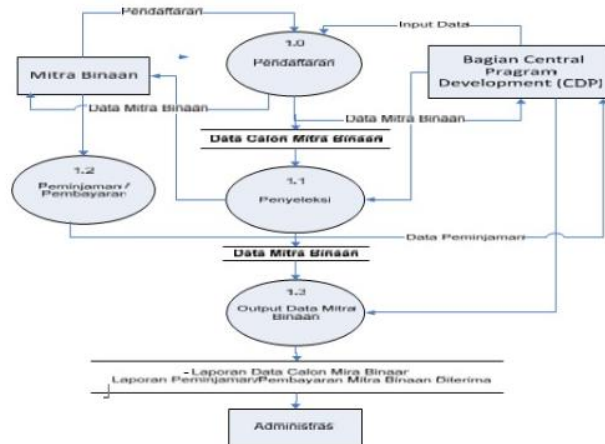 Pendaffaran
Input Data
1.0
Pendaffaran
Mitra Binaan
Bagian Central
Pragram
Development (CDP)
Data Mitra Binaan
Data Mitra Binaan
Data Calon Mitra Binaan
1.2
Peminjaman /
Pembayaran
1.1
Penyeleksi
Data Peminjaman
Data Mitra Binaan
1.3
Output Data Mitra
Binaan
- Laporan Data Calon Mira Binaar
Laporan Peminjaman/Pembayaran Mitra Binaan Diterima
Administras